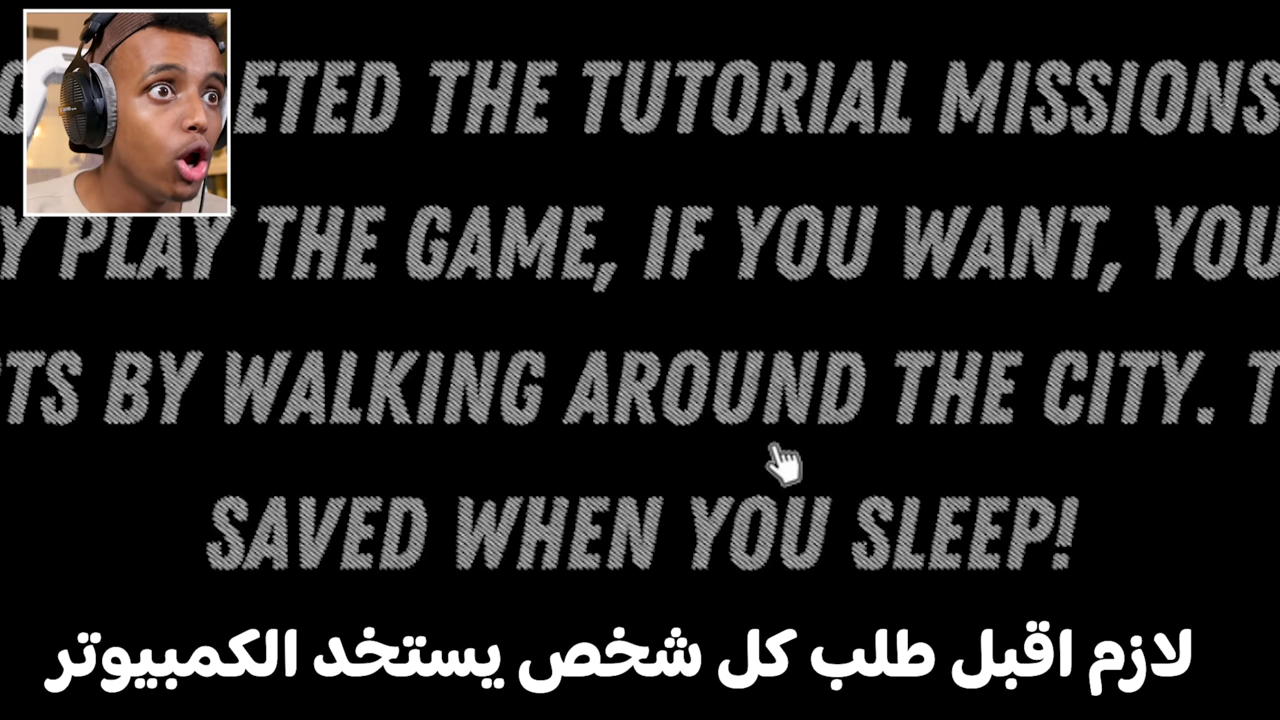 ETED THE TUTORIAL MISSIONS
Y PLAY THE GAME, IF YOU WANT, YOU
TS BY WALKING AROUND THE CITY. T
SAVED WHEN YOU SLEEP!
لازم اقبل طلب كل شخص يستخد الكمبيوتر